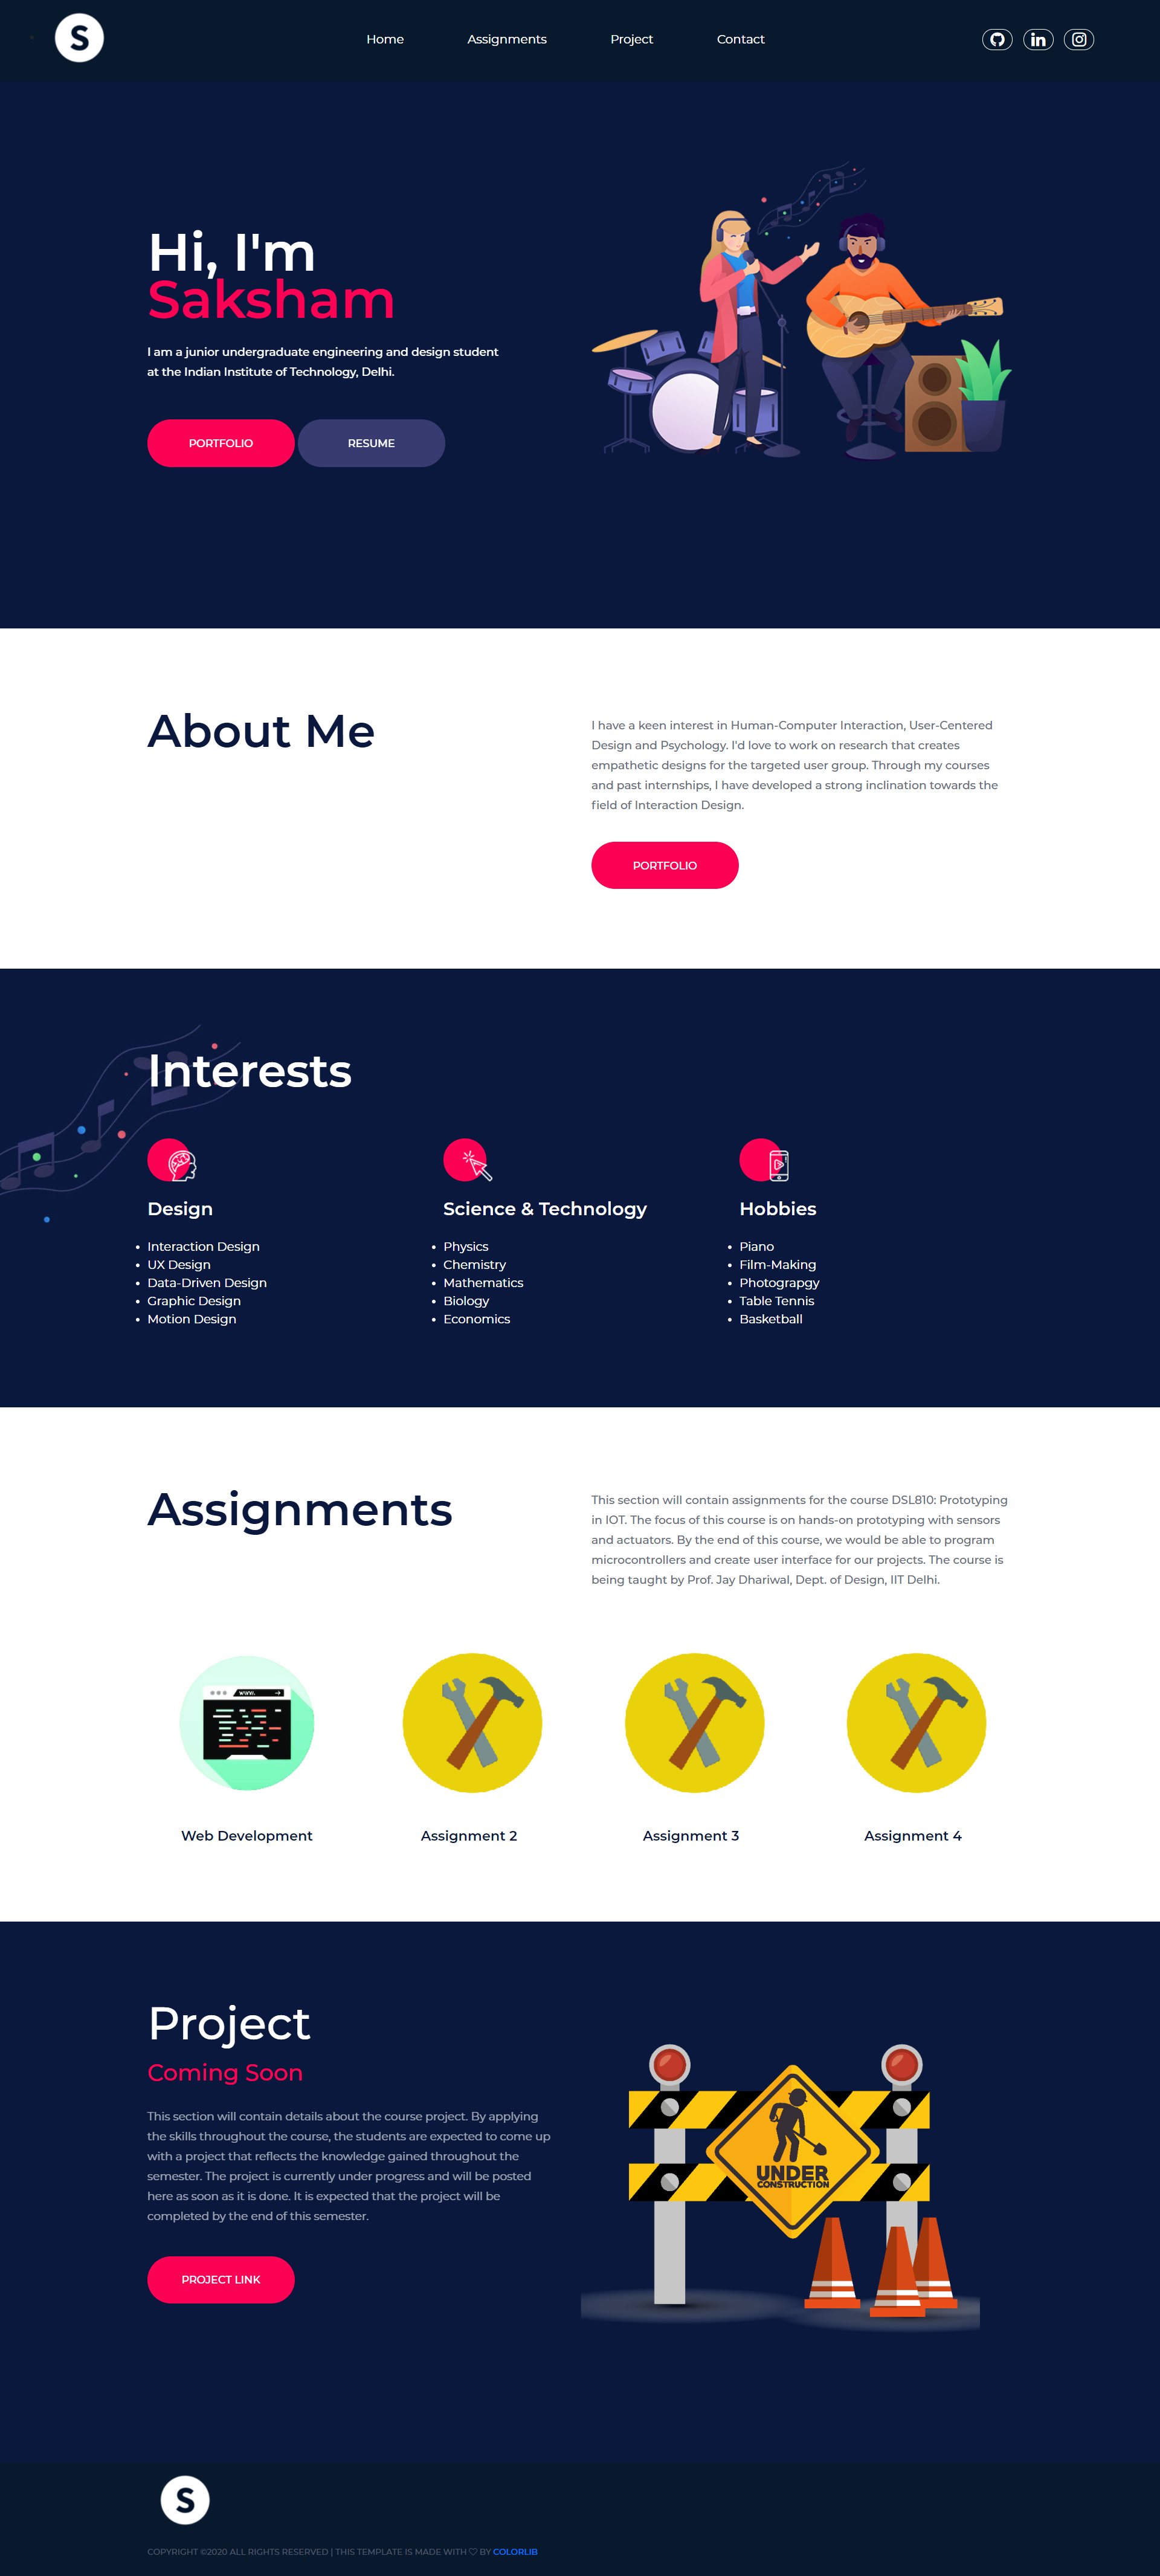 S
Home Assignments Project Contact
in
Hi, I'm
Saksham
I am a junior undergraduate engineering and design student
at the Indian Institute of Technology, Delhi.
PORTFOLIO RESUME
About Me
I have a keen interest in Human-Computer Interaction, User-Centered
Design and Psychology. I'd love to work on research that creates
empathetic designs for the targeted user group. Through my courses
and past internships, I have developed a strong inclination towards the
field of Interaction Design.
PORTFOLIO
Interests
Design
• Interaction Design
• UX Design
• Data-Driven Design
• Graphic Design
• Motion Design
Science & Technology
• Physics
• Chemistry
• Mathematics
• Biology
• Economics
Hobbies
• Piano
• Film-Making
• Photograpgy
• Table Tennis
• Basketball
Assignments
This section will contain assignments for the course DSL810: Prototyping
in IOT. The focus of this course is on hands-on prototyping with sensors
and actuators. By the end of this course, we would be able to program
microcontrollers and create user interface for our projects. The course is
being taught by Prof. Jay Dhariwal, Dept. of Design, IIT Delhi.
WWW.
Web Development
Assignment 2
Assignment 3
Assignment 4
Project
Coming Soon
This section will contain details about the course project. By applying
the skills throughout the course, the students are expected to come up
with a project that reflects the knowledge gained throughout the
semester. The project is currently under progress and will be posted
here as soon as it is done. It is expected that the project will be
completed by the end of this semester.
PROJECT LINK
UNDER
CONSTRUCTION
S
COPYRIGHT ©2020 ALL RIGHTS RESERVED | THIS TEMPLATE IS MADE WITH ♡ BY COLORLIB